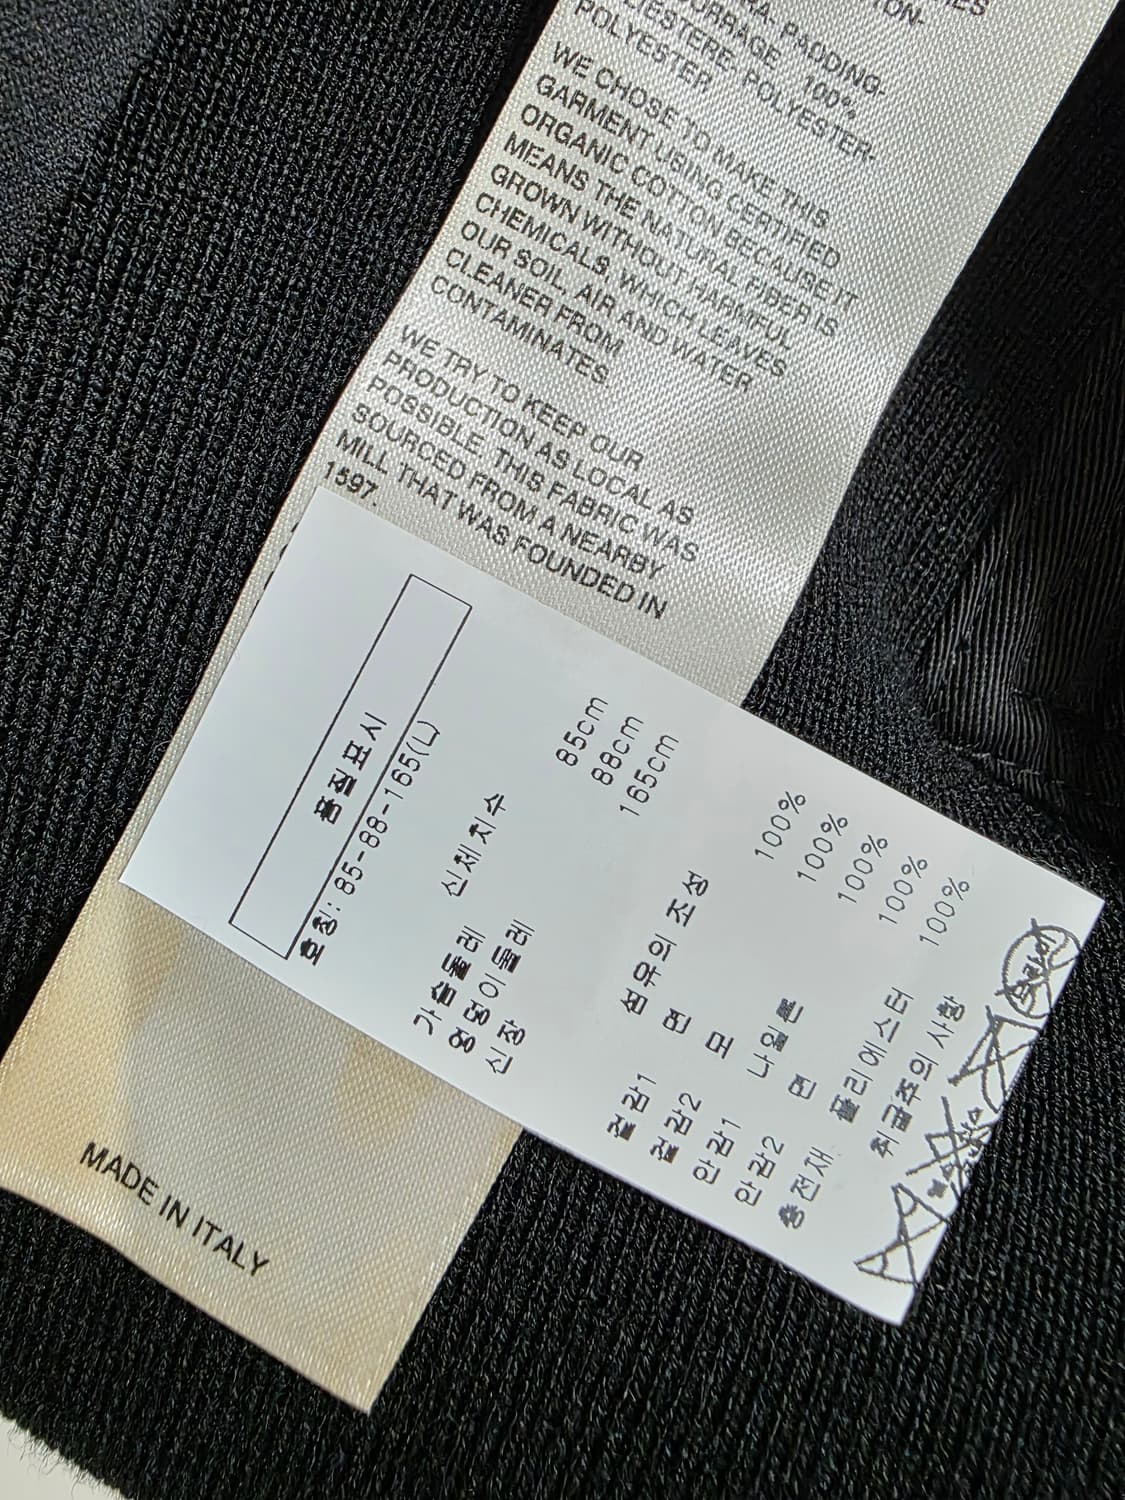 PADDING-
100%
POLYESTER-
POLYESTER
WE CHOSE TO MAKE THIS
GARMENT USING CERTIFIED
ORGANIC COTTON BECAUSE IT
MEANS THE NATURAL FIBER IS
GROWN WITHOUT HARMFUL
CHEMICALS, WHICH LEAVES
OUR SOIL, AIR AND WATER
CLEANER FROM
CONTAMINATES.
WE TRY TO KEEP OUR
PRODUCTION AS LOCAL AS
POSSIBLE. THIS FABRIC WAS
SOURCED FROM A NEARBY
MILL THAT WAS FOUNDED IN
1597.
품질표시
호칭: 85-88-165(L)
신체치수
가슴둘레 85cm
엉덩이둘레 88cm
신장 165cm
섬유의 조성
겉감1 면 100%
겉감2 모 100%
안감1 나일론 100%
안감2 면 100%
충전재 폴리에스터 100%
취급주의 사항
드라이
MADE IN ITALY